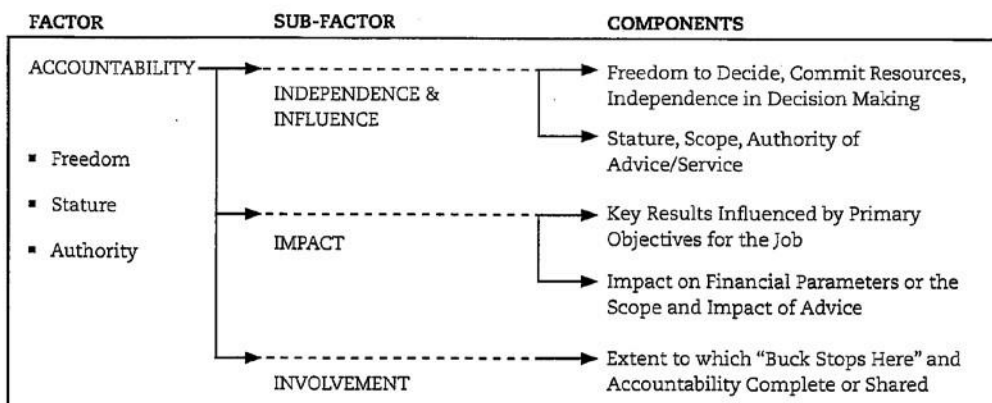 FACTOR SUB-FACTOR COMPONENTS
ACCOUNTABILITY
▪ Freedom
▪ Stature
▪ Authority
INDEPENDENCE &
INFLUENCE
Freedom to Decide, Commit Resources,
Independence in Decision Making
Stature, Scope, Authority of
Advice/Service
IMPACT
Key Results Influenced by Primary
Objectives for the Job
Impact on Financial Parameters or the
Scope and Impact of Advice
INVOLVEMENT
Extent to which “Buck Stops Here” and
Accountability Complete or Shared